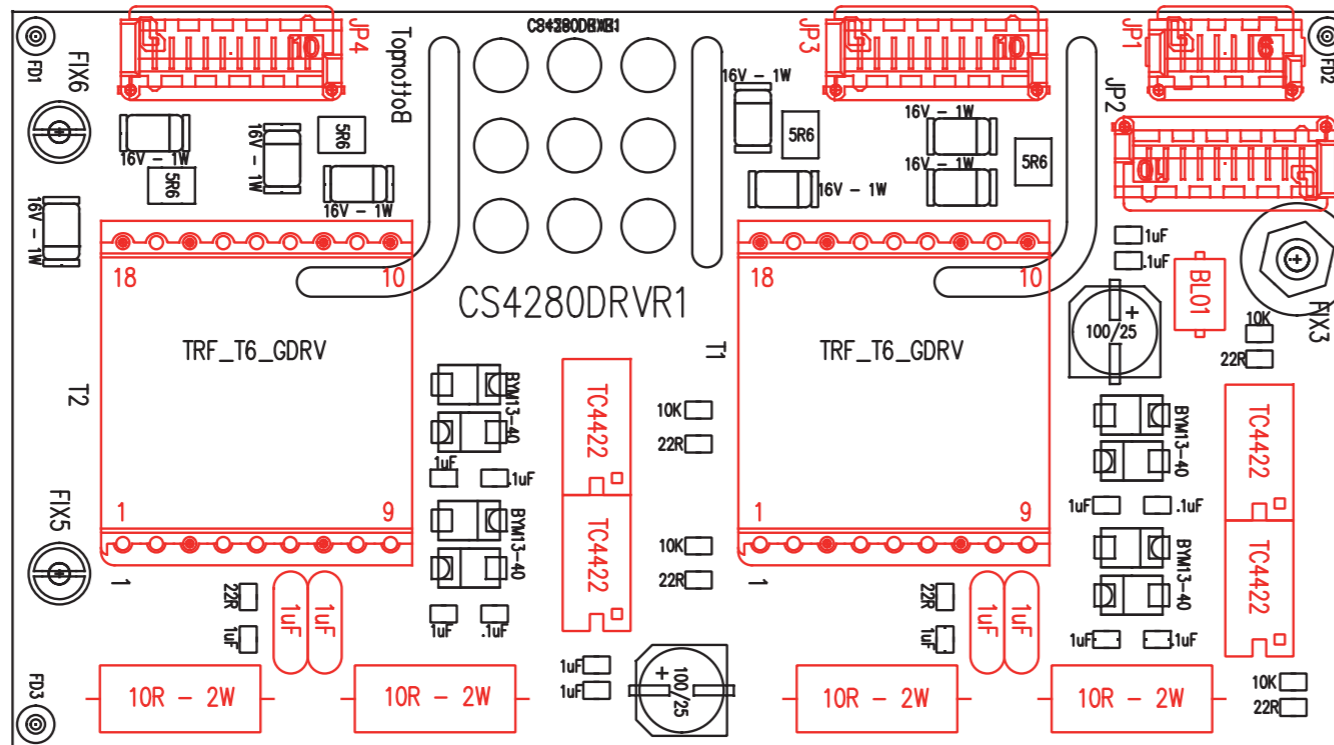 JP4
10
CS4280DRVR1
JP3
10
JP1
6
FD1
FIX6
TopnottoB
FD2
JP2
10
16V - 1W
5R6
16V - 1W
5R6
16V - 1W
16V - 1W
16V - 1W
5R6
16V - 1W
16V - 1W
16V - 1W
5R6
18
10
CS4280DRVR1
18
10
1uF
.1uF
BL01
FIX3
100/25
+
10K
22R
TRF_T6_GDRV
T2
T1
TRF_T6_GDRV
BYM13-40
1uF
.1uF
TC4422
10K
22R
BYM13-40
1uF
.1uF
TC4422
BYM13-40
1uF
.1uF
TC4422
10K
22R
BYM13-40
1uF
.1uF
TC4422
FIX5
1
9
1
1
9
1
22R
1uF
1uF
1uF
22R
1uF
1uF
1uF
FD3
10R - 2W
10R - 2W
1uF
1uF
+
100/25
10R - 2W
10R - 2W
10K
22R